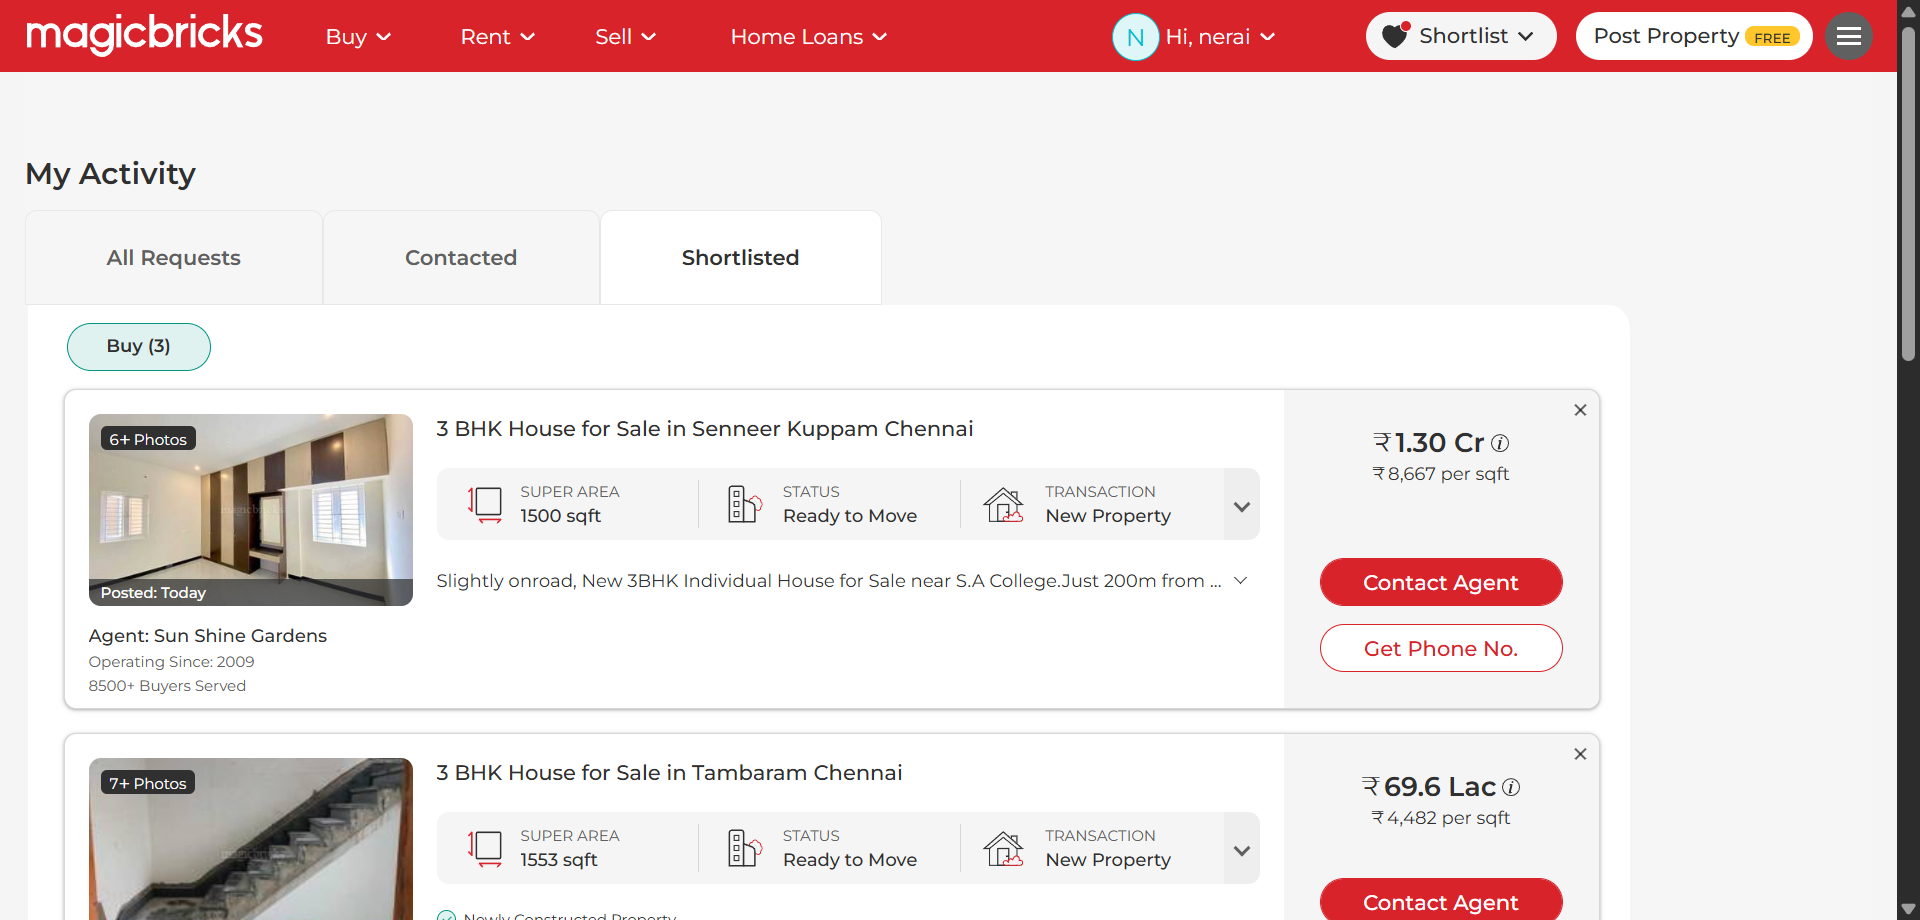 magicbricks
Buy
Rent
Sell
Home Loans
N
Hi, nerai
Shortlist
Post Property FREE
My Activity
All Requests
Contacted
Shortlisted
Buy (3)
6+ Photos
magicbricks
Posted: Today
Agent: Sun Shine Gardens
Operating Since: 2009
8500+ Buyers Served
3 BHK House for Sale in Senneer Kuppam Chennai
SUPER AREA
1500 sqft
STATUS
Ready to Move
TRANSACTION
New Property
Slightly onroad, New 3BHK Individual House for Sale near S.A College.Just 200m from ...
₹1.30 Cr
₹8,667 per sqft
Contact Agent
Get Phone No.
7+ Photos
magicbricks
3 BHK House for Sale in Tambaram Chennai
SUPER AREA
1553 sqft
STATUS
Ready to Move
TRANSACTION
New Property
Newly Constructed Property
₹69.6 Lac
₹4,482 per sqft
Contact Agent